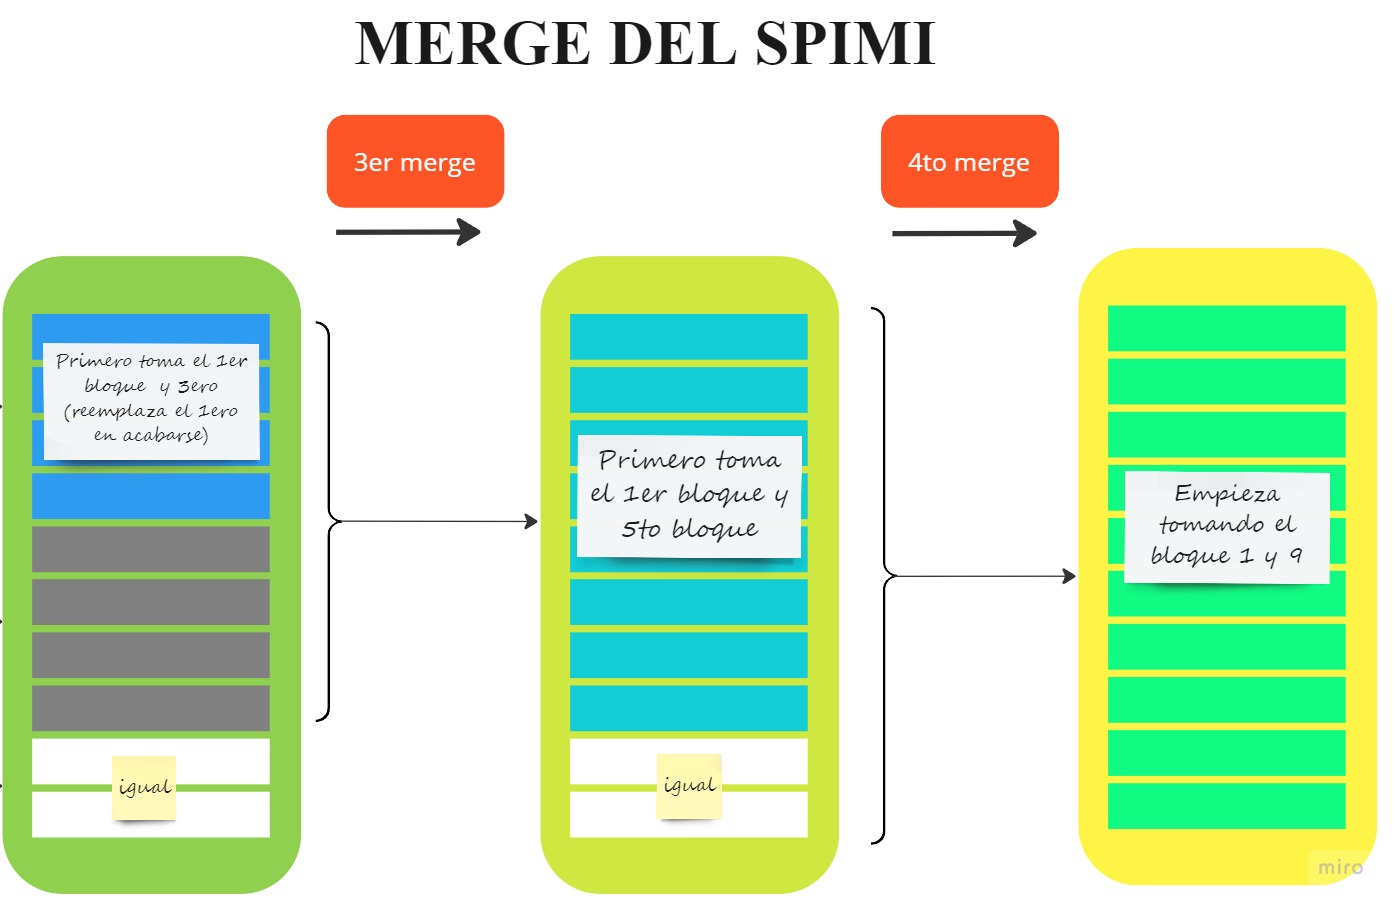 MERGE DEL SPIMI
3er merge
4to merge
Primero toma el 1er
bloque y 3ero
(reemplaza el 1ero
en acabarse)
igual
Primero toma
el 1er bloque y
5to bloque
igual
Empieza
tomando el
bloque 1 y 9
miro